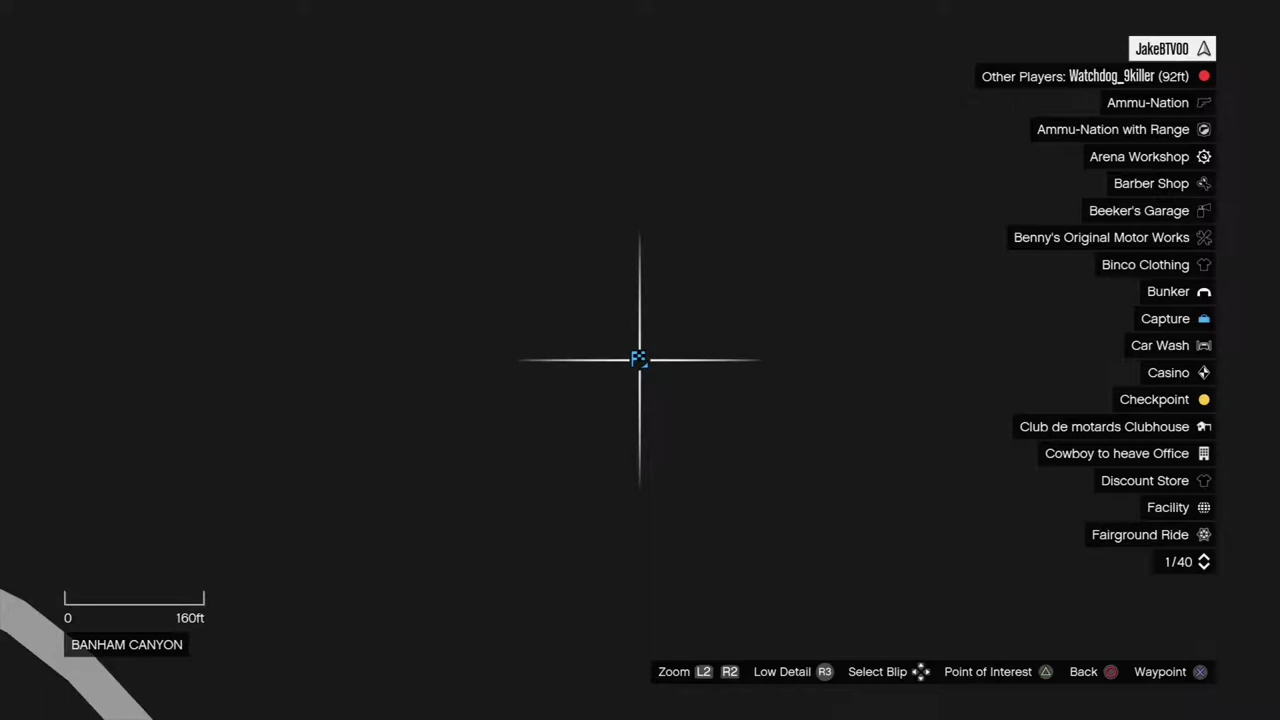 JakeBTV00
Other Players: Watchdog_9killer (92ft)
Ammu-Nation
Ammu-Nation with Range
Arena Workshop
Barber Shop
Beeker's Garage
Benny's Original Motor Works
Binco Clothing
Bunker
Capture
Car Wash
Casino
Checkpoint
Club de motards Clubhouse
Cowboy to heave Office
Discount Store
Facility
Fairground Ride
1/40
0 160ft
BANHAM CANYON
Zoom L2 R2 Low Detail R3 Select Blip Point of Interest Back Waypoint